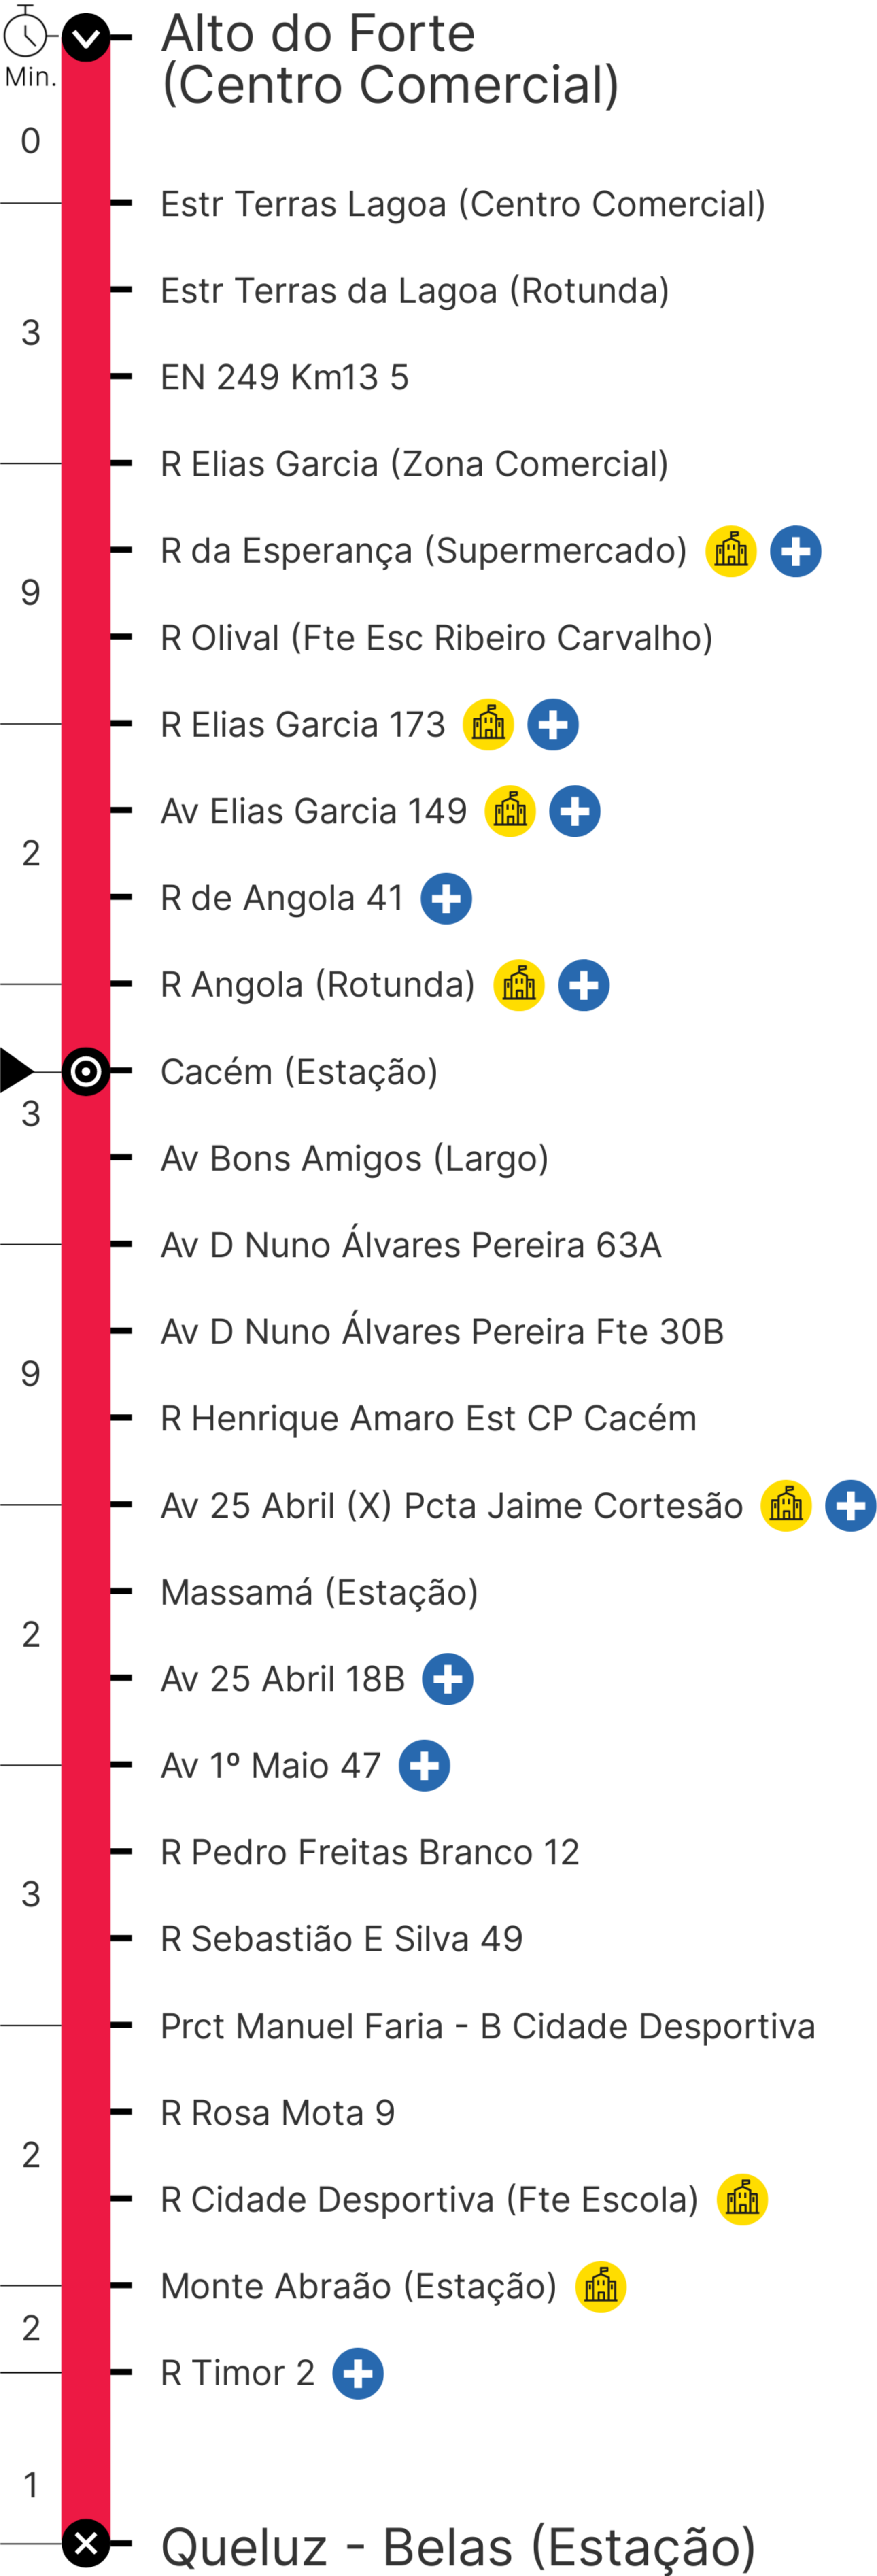 Alto do Forte
(Centro Comercial)
Min.
0
Estr Terras Lagoa (Centro Comercial)
Estr Terras da Lagoa (Rotunda)
3
EN 249 Km13 5
R Elias Garcia (Zona Comercial)
R da Esperança (Supermercado)
9
R Olival (Fte Esc Ribeiro Carvalho)
R Elias Garcia 173
Av Elias Garcia 149
2
R de Angola 41
R Angola (Rotunda)
Cacém (Estação)
3
Av Bons Amigos (Largo)
Av D Nuno Álvares Pereira 63A
Av D Nuno Álvares Pereira Fte 30B
9
R Henrique Amaro Est CP Cacém
Av 25 Abril (X) Pcta Jaime Cortesão
Massamá (Estação)
2
Av 25 Abril 18B
Av 1º Maio 47
R Pedro Freitas Branco 12
3
R Sebastião E Silva 49
Prct Manuel Faria - B Cidade Desportiva
R Rosa Mota 9
2
R Cidade Desportiva (Fte Escola)
Monte Abraão (Estação)
2
R Timor 2
1
Queluz - Belas (Estação)